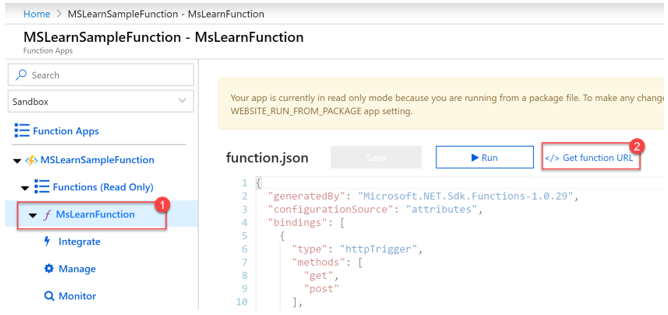 Home > MSLearnSampleFunction - MsLearnFunction
MSLearnSampleFunction - MsLearnFunction
Function Apps
Search
Sandbox
Function Apps
MSLearnSampleFunction
Functions (Read Only)
MsLearnFunction
1
Integrate
Manage
Monitor
Your app is currently in read only mode because you are running from a package file. To make any change
WEBSITE_RUN_FROM_PACKAGE app setting.
function.json
Save
Run
</> Get function URL
2
1 {
2 "generatedBy": "Microsoft.NET.Sdk.Functions-1.0.29",
3 "configurationSource": "attributes",
4 "bindings": [
5 {
6 "type": "httpTrigger",
7 "methods": [
8 "get",
9 "post"
10 ],